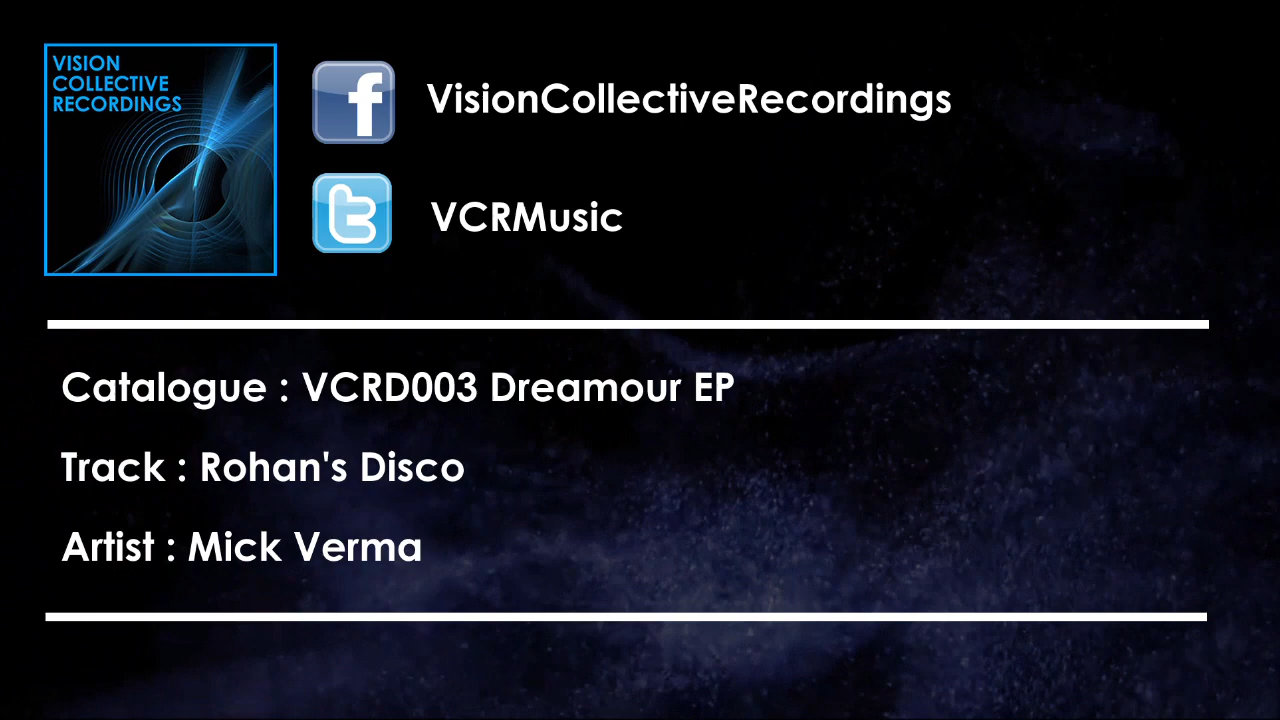 VISION
COLLECTIVE
RECORDINGS
VisionCollectiveRecordings
VCRMusic
Catalogue : VCRD003 Dreamour EP
Track : Rohan's Disco
Artist : Mick Verma